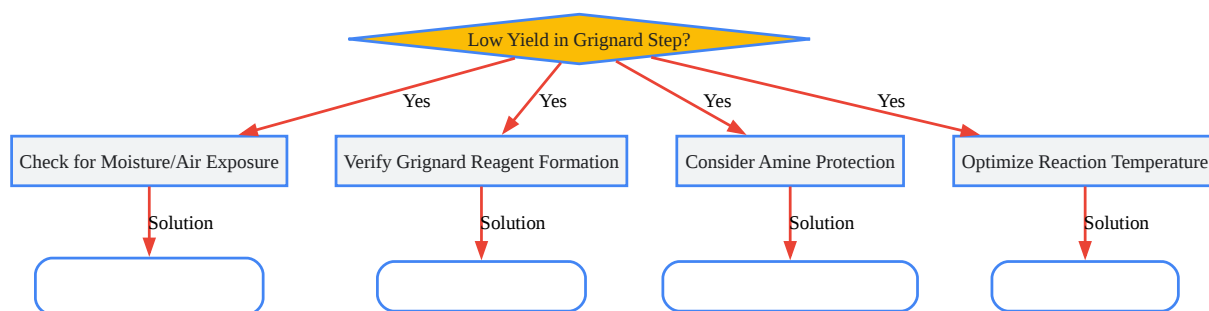 Low Yield in Grignard Step?
Yes
Yes
Yes
Yes
Check for Moisture/Air Exposure
Verify Grignard Reagent Formation
Consider Amine Protection
Optimize Reaction Temperature
Solution
Solution
Solution
Solution